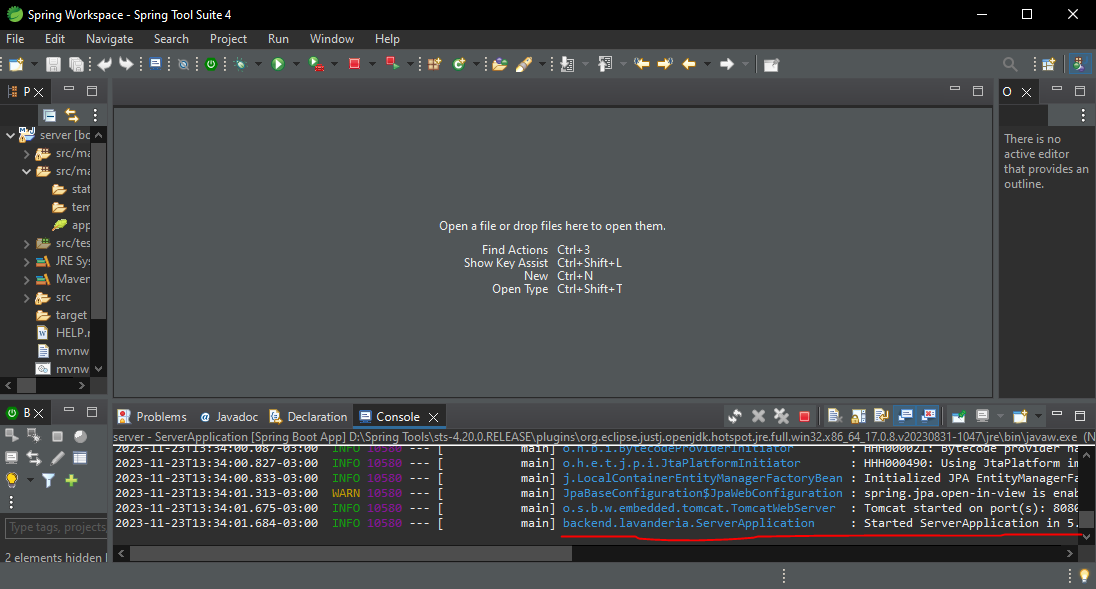 Spring Workspace - Spring Tool Suite 4
File Edit Navigate Search Project Run Window Help
P
O
server [bo
src/ma
src/ma
stat
tem
app
src/tes
JRE Sy
Maven
src
target
HELP.r
mvnw
mvnw
Open a file or drop files here to open them.
Find Actions Ctrl+3
Show Key Assist Ctrl+Shift+L
New Ctrl+N
Open Type Ctrl+Shift+T
There is no
active editor
that provides an
outline.
B
Type tags, projects,
2 elements hidden
Problems Javadoc Declaration Console
server - ServerApplication [Spring Boot App] D:\Spring Tools\sts-4.20.0.RELEASE\plugins\org.eclipse.justj.openjdk.hotspot.jre.full.win32.x86_64_17.0.8.v20230831-1047\jre\bin\javaw.exe (N
2023-11-23T13:34:00.087-03:00 INFO 10580 --- [ main] o.h.b.i.BytecodeProviderInitiator : HHH000021: Bytecode provider na
2023-11-23T13:34:00.827-03:00 INFO 10580 --- [ main] o.h.e.t.j.p.i.JtaPlatformInitiator : HHH000490: Using JtaPlatform im
2023-11-23T13:34:00.833-03:00 INFO 10580 --- [ main] j.LocalContainerEntityManagerFactoryBean : Initialized JPA EntityManagerFa
2023-11-23T13:34:01.313-03:00 WARN 10580 --- [ main] JpaBaseConfiguration$JpaWebConfiguration : spring.jpa.open-in-view is enab
2023-11-23T13:34:01.675-03:00 INFO 10580 --- [ main] o.s.b.w.embedded.tomcat.TomcatWebServer : Tomcat started on port(s): 8080
2023-11-23T13:34:01.684-03:00 INFO 10580 --- [ main] backend.lavanderia.ServerApplication : Started ServerApplication in 5.